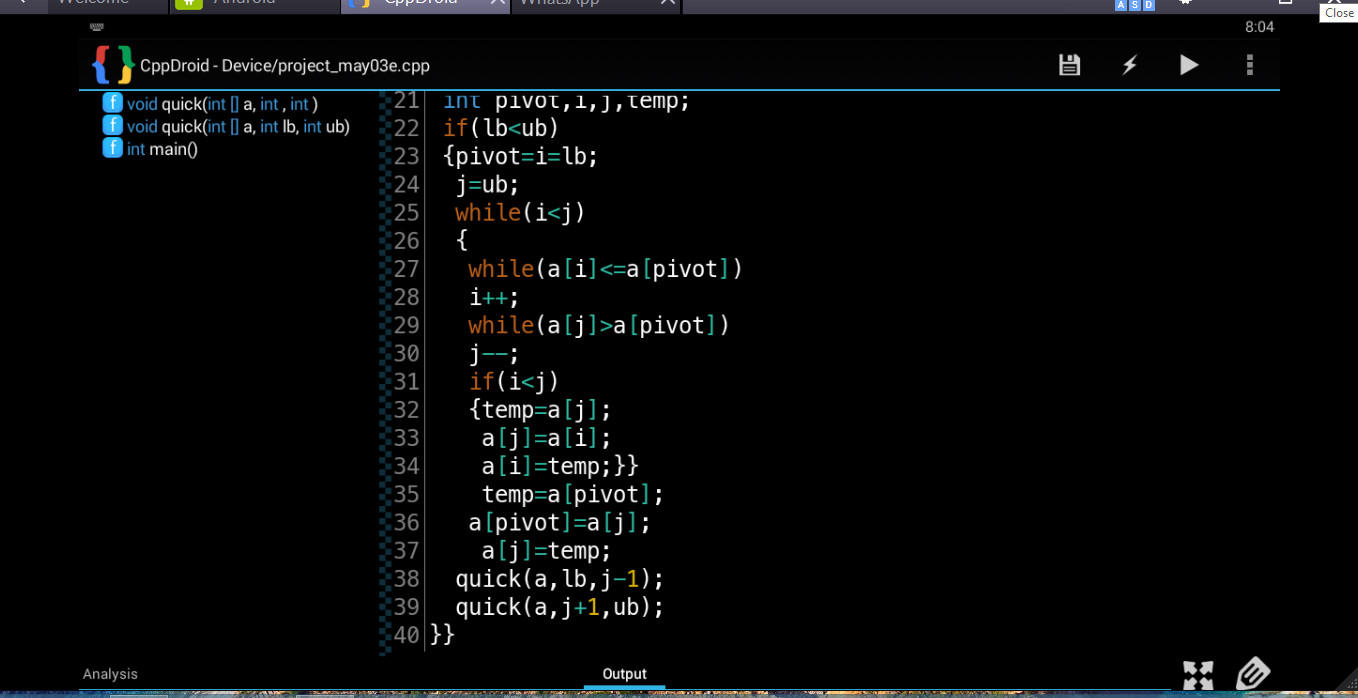 Welcome
Android
CppDroid
WhatsApp
A S D
Close
8:04
CppDroid - Device/project_may03e.cpp
f void quick(int [] a, int , int )
f void quick(int [] a, int lb, int ub)
f int main()
21 int pivot,i,j,temp;
22 if(lb<ub)
23 {pivot=i=lb;
24 j=ub;
25 while(i<j)
26 {
27 while(a[i]<=a[pivot])
28 i++;
29 while(a[j]>a[pivot])
30 j--;
31 if(i<j)
32 {temp=a[j];
33 a[j]=a[i];
34 a[i]=temp;}}
35 temp=a[pivot];
36 a[pivot]=a[j];
37 a[j]=temp;
38 quick(a,lb,j-1);
39 quick(a,j+1,ub);
40 }}
Analysis
Output